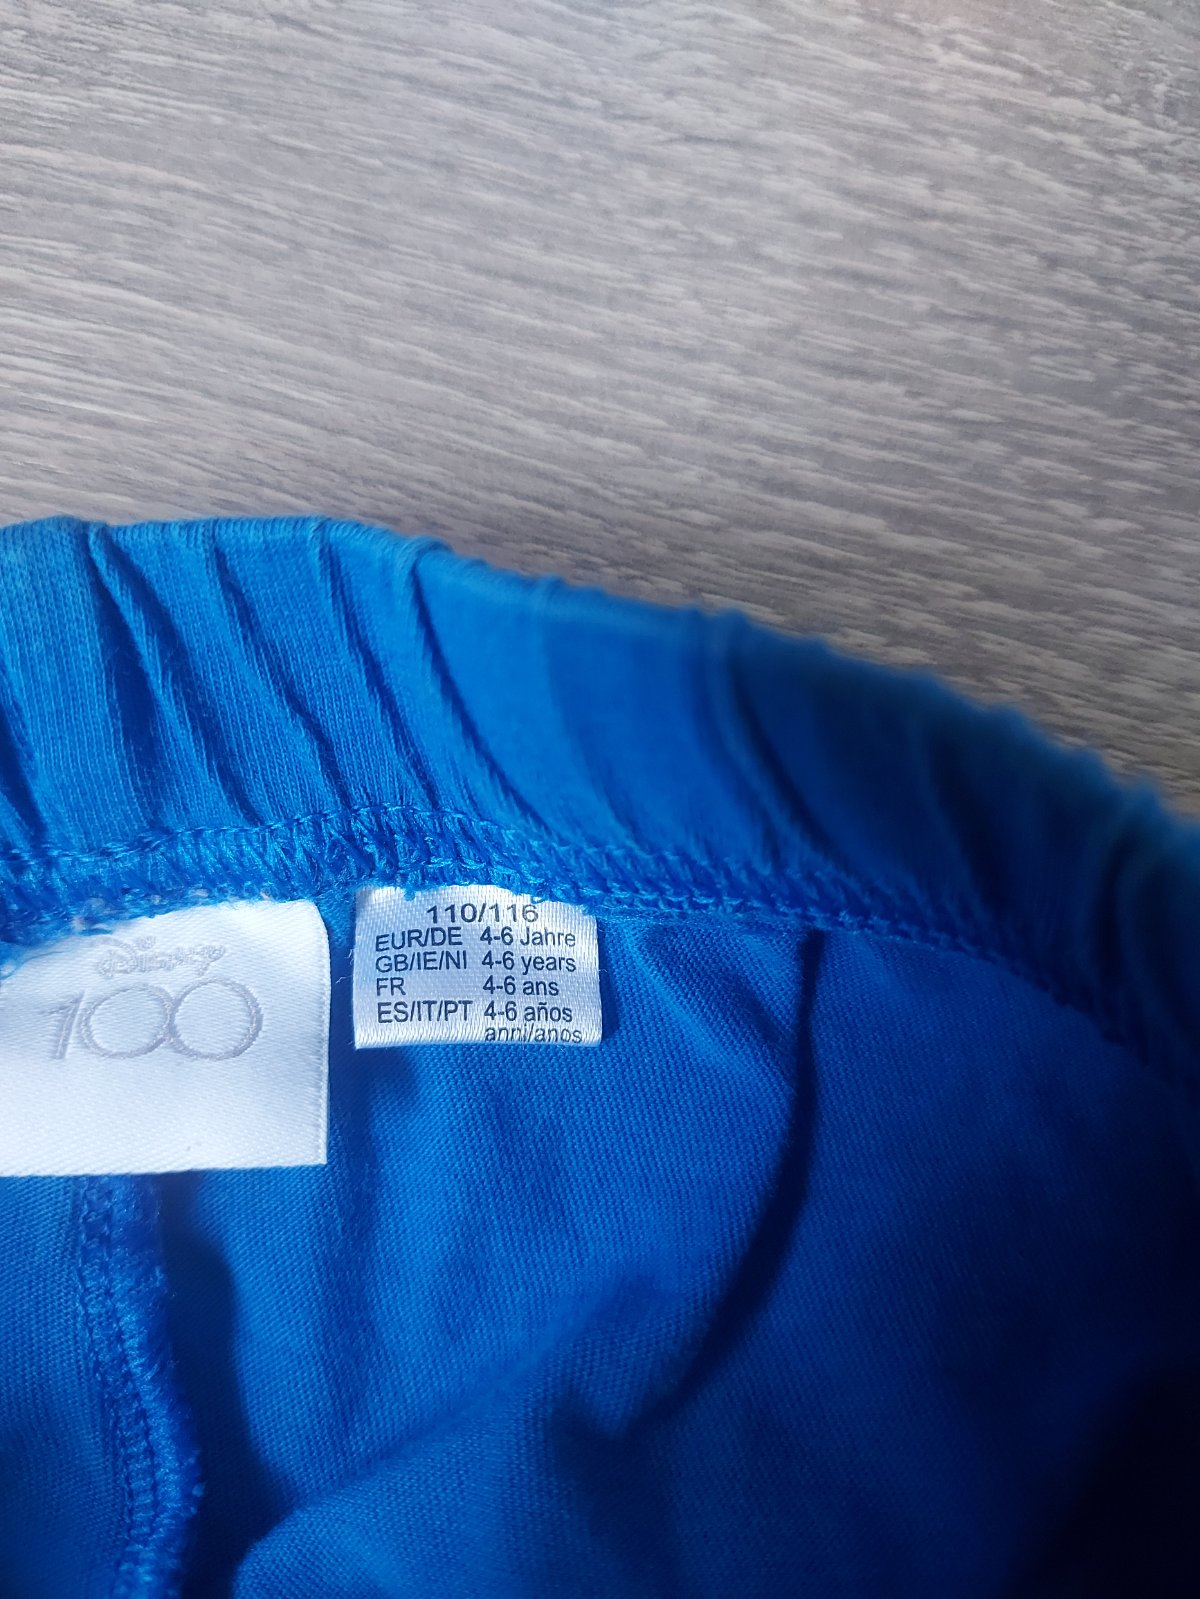 Disney
100
110/116
EUR/DE 4-6 Jahre
GB/IE/NI 4-6 years
FR 4-6 ans
ES/IT/PT 4-6 años
anni/anos